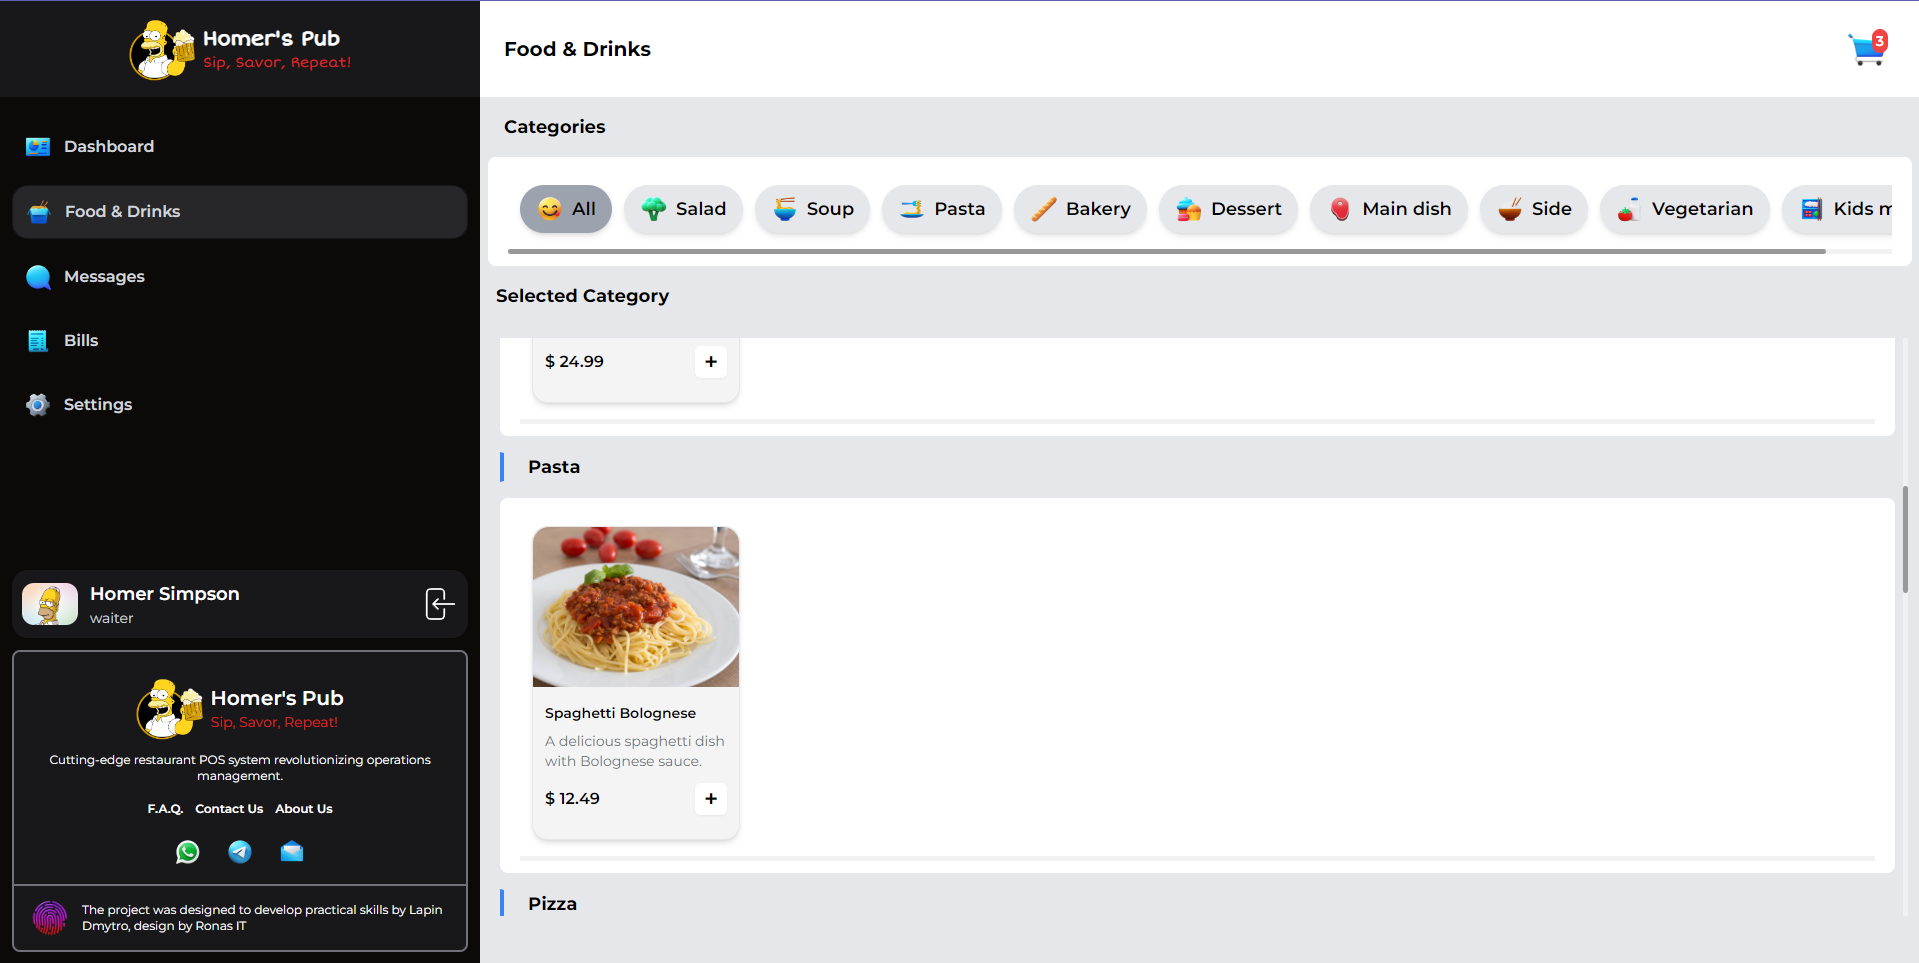 Homer's Pub
Sip, Savor, Repeat!
Dashboard
Food & Drinks
Messages
Bills
Settings
Homer Simpson
waiter
Homer's Pub
Sip, Savor, Repeat!
Cutting-edge restaurant POS system revolutionizing operations
management.
F.A.Q. Contact Us About Us
The project was designed to develop practical skills by Lapin
Dmytro, design by Ronas IT
Food & Drinks
3
Categories
All Salad Soup Pasta Bakery Dessert Main dish Side Vegetarian Kids m
Selected Category
$ 24.99 +
Pasta
Spaghetti Bolognese
A delicious spaghetti dish
with Bolognese sauce.
$ 12.49 +
Pizza